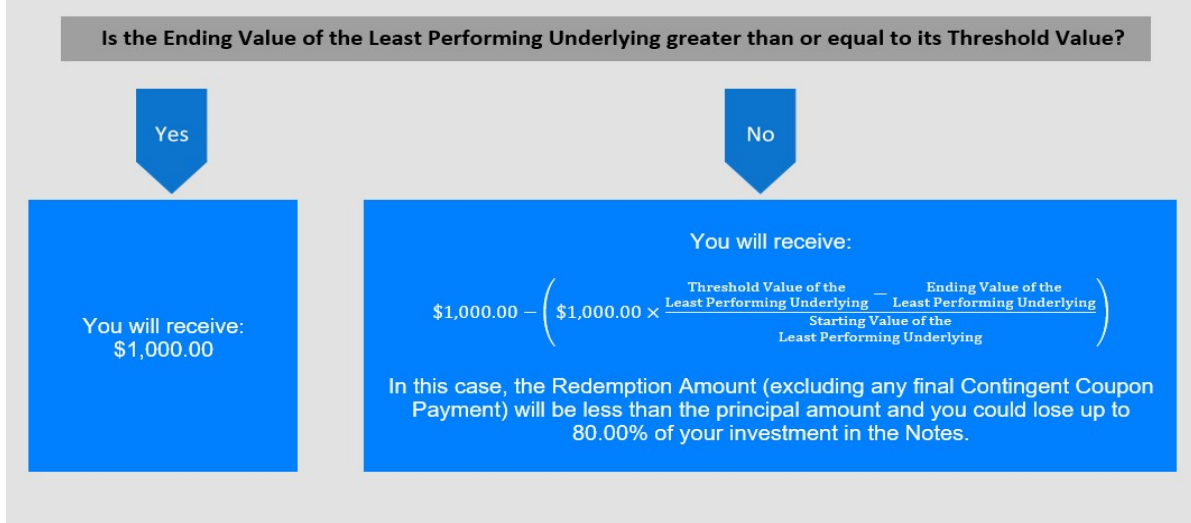 Is the Ending Value of the Least Performing Underlying greater than or equal to its Threshold Value?
Yes
No
You will receive:
$1,000.00
You will receive:
$1,000.00 − ( $1,000.00 × 
Threshold Value of the
Least Performing Underlying
−
Ending Value of the
Least Performing Underlying
Starting Value of the
Least Performing Underlying
)
In this case, the Redemption Amount (excluding any final Contingent Coupon
Payment) will be less than the principal amount and you could lose up to
80.00% of your investment in the Notes.